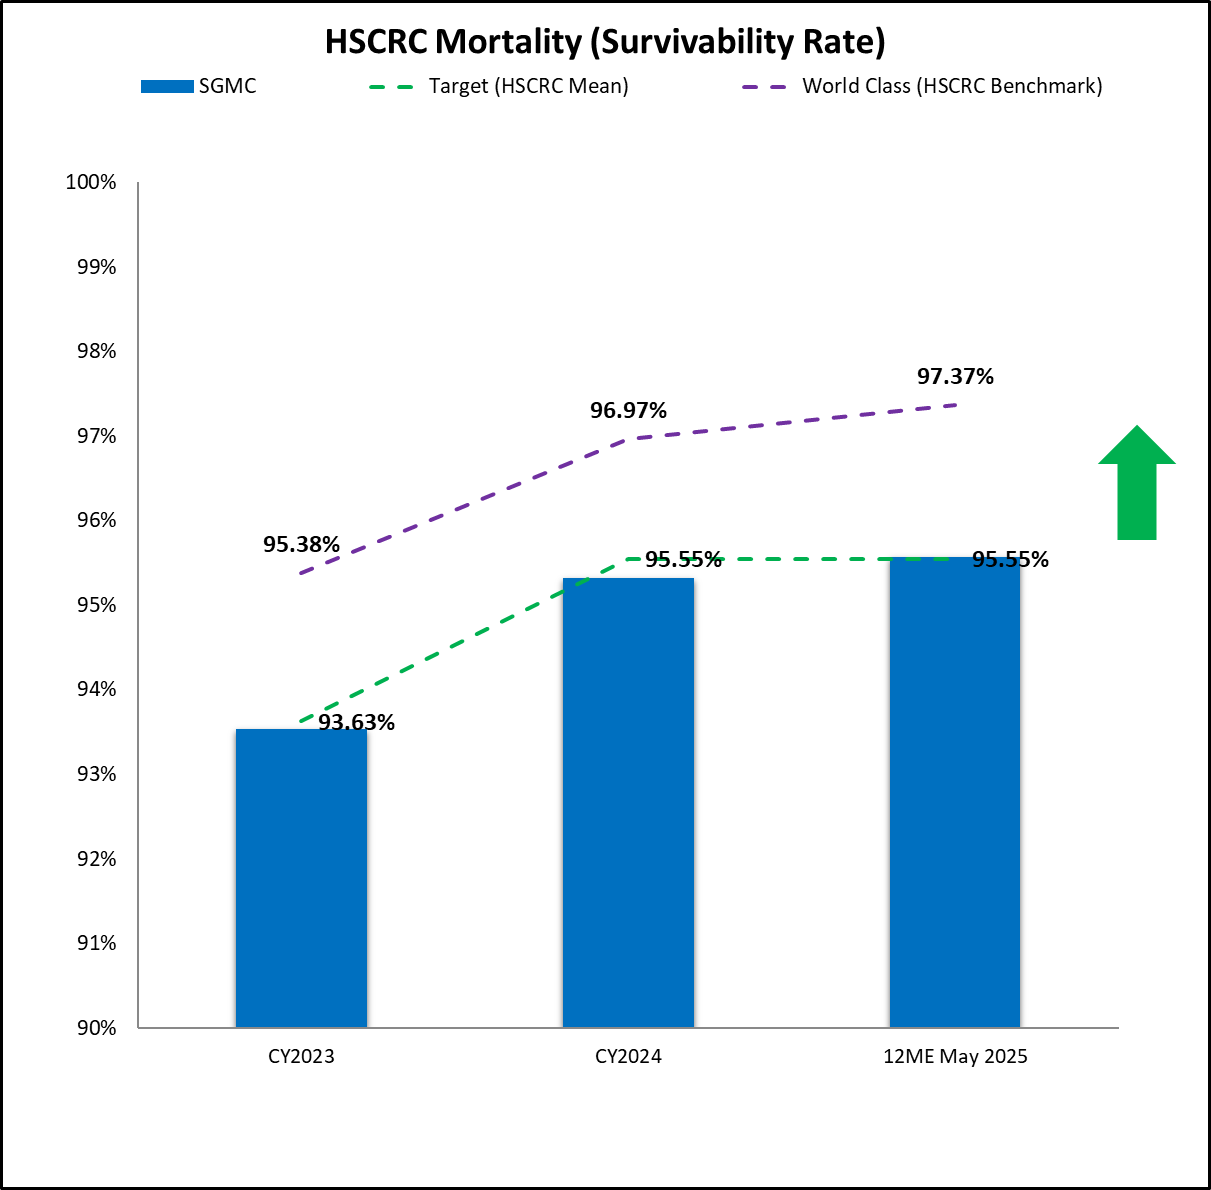 HSCRC Mortality (Survivability Rate)
SGMC
Target (HSCRC Mean)
World Class (HSCRC Benchmark)
100%
99%
98%
97%
96%
95%
94%
93%
92%
91%
90%
95.38%
96.97%
97.37%
93.63%
95.55%
95.55%
CY2023
CY2024
12ME May 2025